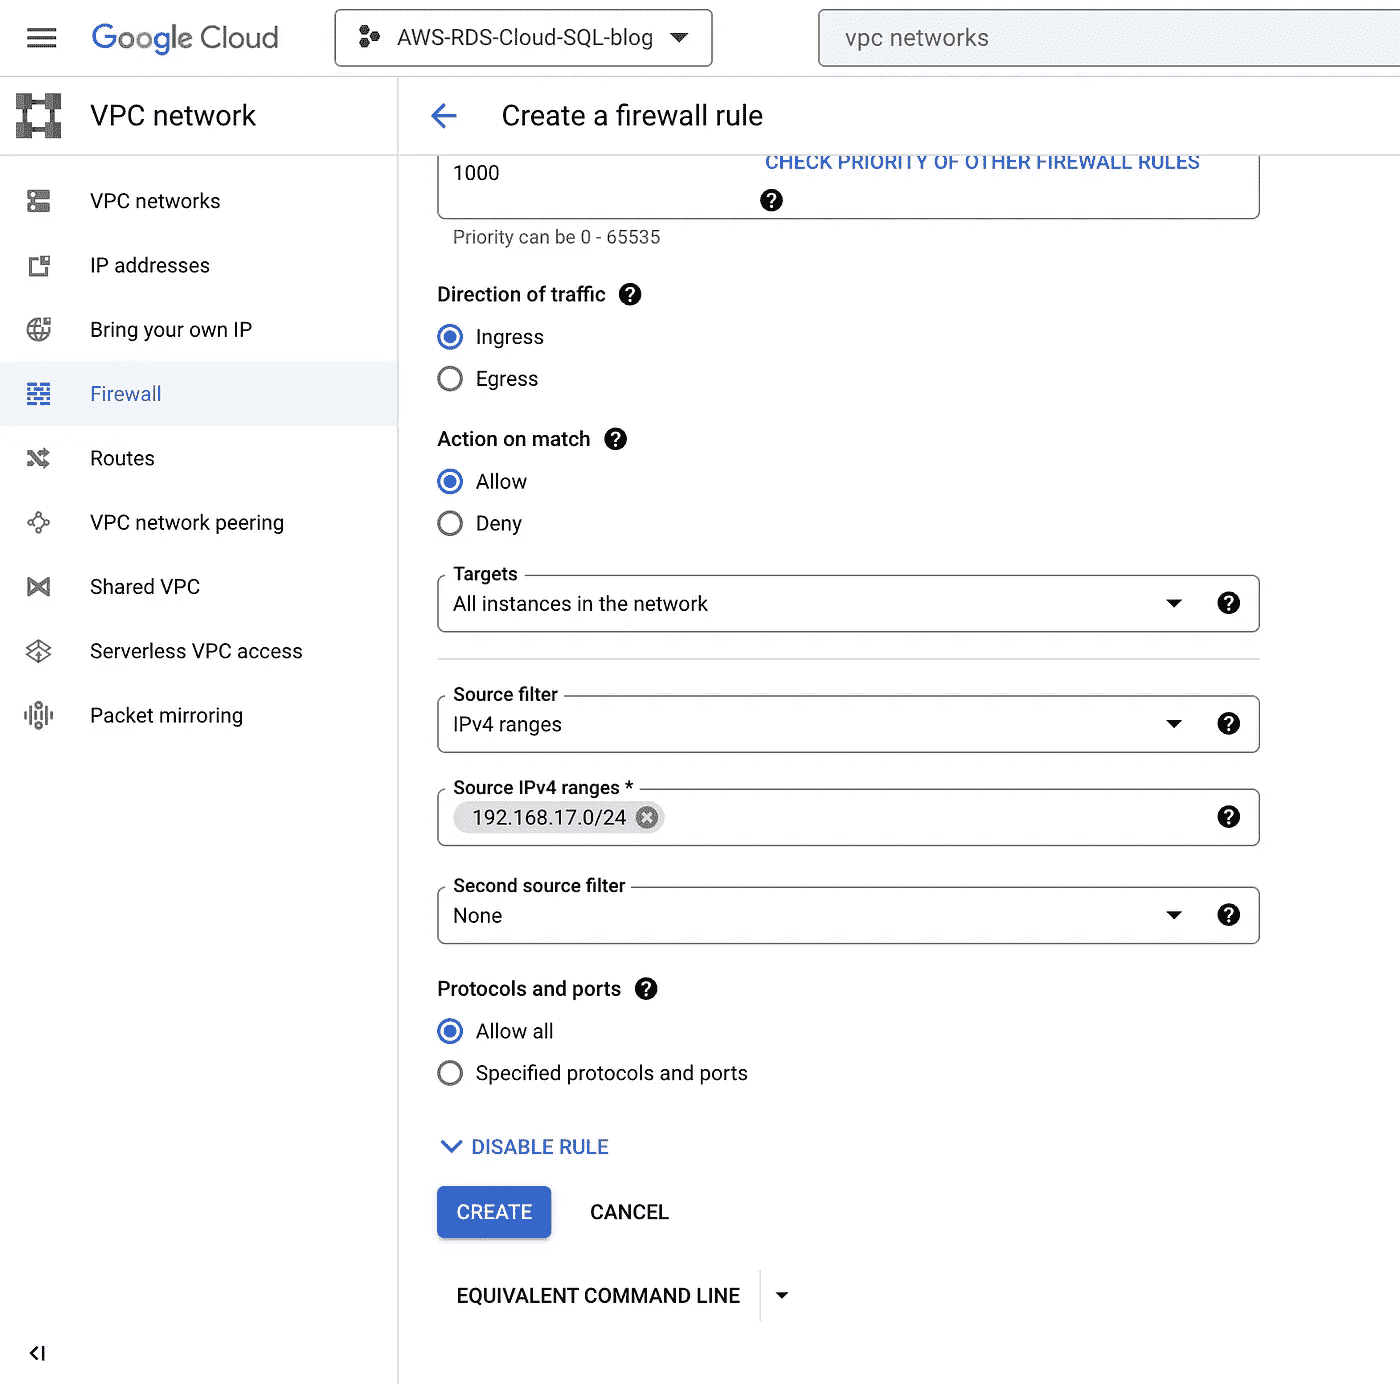 Google Cloud
AWS-RDS-Cloud-SQL-blog
vpc networks
VPC network
Create a firewall rule
VPC networks
IP addresses
Bring your own IP
Firewall
Routes
VPC network peering
Shared VPC
Serverless VPC access
Packet mirroring
1000
CHECK PRIORITY OF OTHER FIREWALL RULES
Priority can be 0 - 65535
Direction of traffic
Ingress
Egress
Action on match
Allow
Deny
Targets
All instances in the network
Source filter
IPv4 ranges
Source IPv4 ranges *
192.168.17.0/24
Second source filter
None
Protocols and ports
Allow all
Specified protocols and ports
DISABLE RULE
CREATE
CANCEL
EQUIVALENT COMMAND LINE